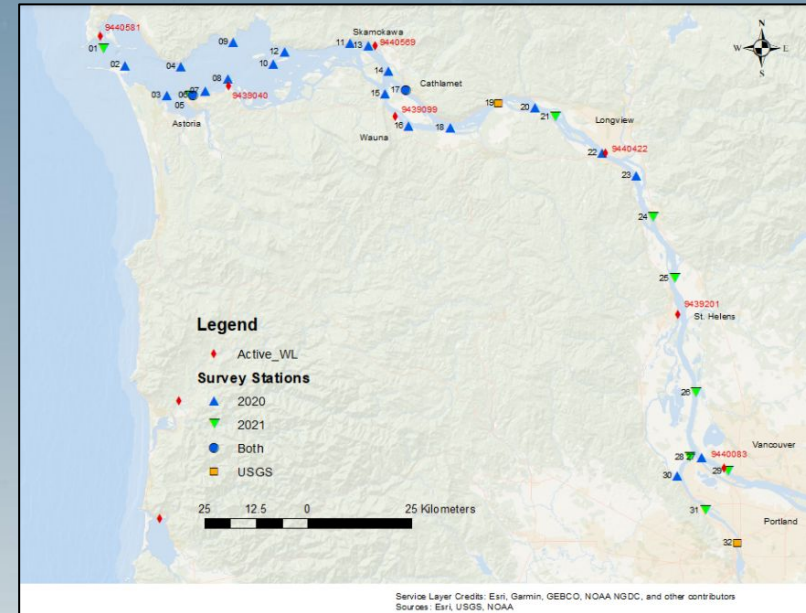 N
W
E
S
9440581
01
02
09
12
04
10
08
07
03
06
05
9439040
Astoria
Skamokawa
11
13
9440569
14
Cathlamet
17
15
9439099
16
18
Wauna
19
20
21
Longview
9440422
22
23
24
25
9439201
St. Helens
26
Vancouver
9440083
28
27
29
30
31
Portland
32
Legend
Active_WL
Survey Stations
2020
2021
Both
USGS
25 12.5 0 25 Kilometers
Service Layer Credits: Esri, Garmin, GEBCO, NOAA NGDC, and other contributors
Sources: Esri, USGS, NOAA